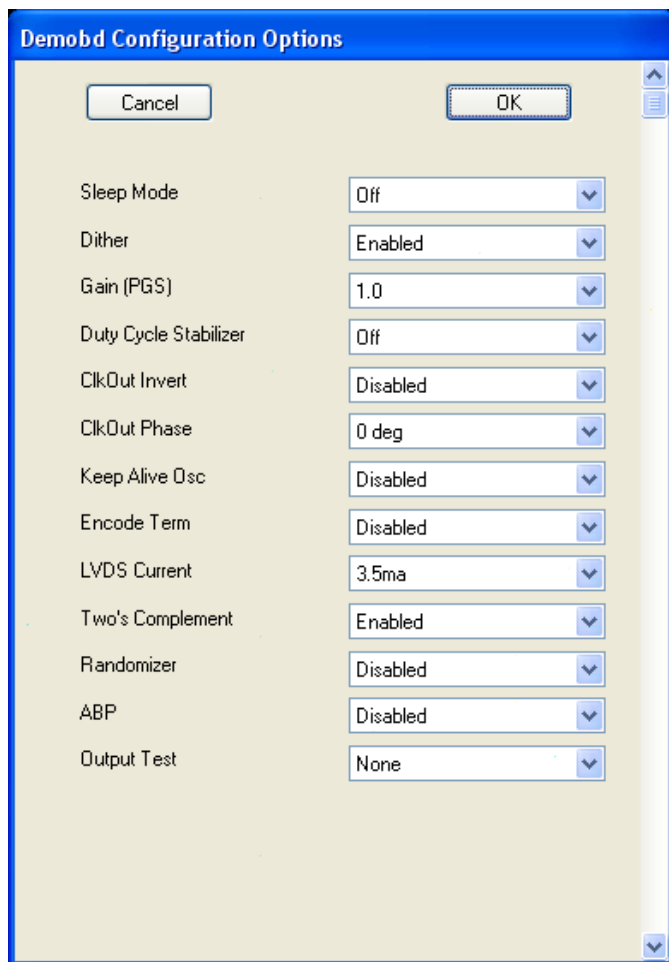 Demobd Configuration Options
Cancel OK
Sleep Mode Off
Dither Enabled
Gain (PGS) 1.0
Duty Cycle Stabilizer Off
ClkOut Invert Disabled
ClkOut Phase 0 deg
Keep Alive Osc Disabled
Encode Term Disabled
LVDS Current 3.5ma
Two's Complement Enabled
Randomizer Disabled
ABP Disabled
Output Test None